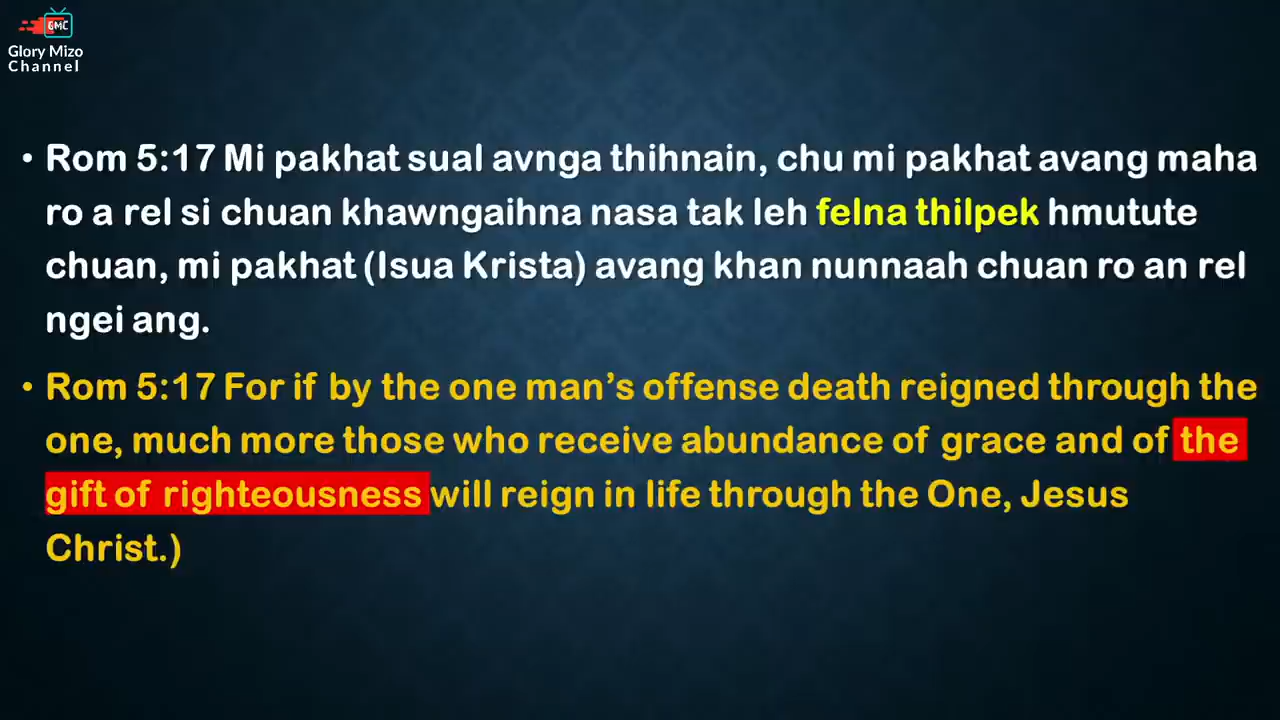 GMC
Glory Mizo
Channel
• Rom 5:17 Mi pakhat sual avnga thihnain, chu mi pakhat avang maha
ro a rel si chuan khawngaihna nasa tak leh felna thilpek hmutute
chuan, mi pakhat (Isua Krista) avang khan nunnaah chuan ro an rel
ngei ang.
• Rom 5:17 For if by the one man’s offense death reigned through the
one, much more those who receive abundance of grace and of the
gift of righteousness will reign in life through the One, Jesus
Christ.)